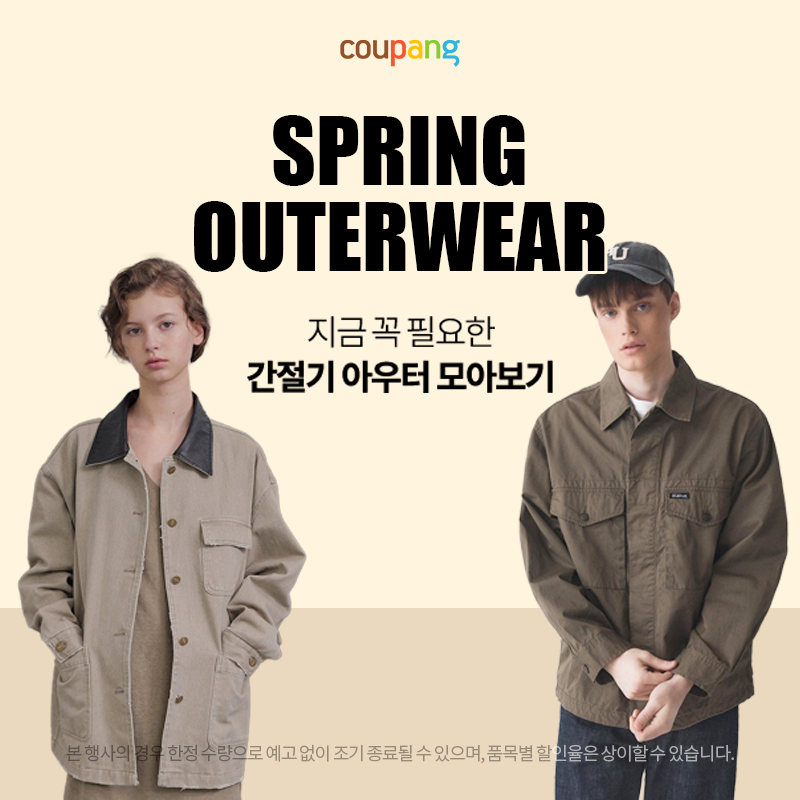 coupang
SPRING
OUTERWEAR
U
지금 꼭 필요한
간절기 아우터 모아보기
본 행사의 경우 한정 수량으로 예고 없이 조기 종료될 수 있으며, 품목별 할인율은 상이할 수 있습니다.